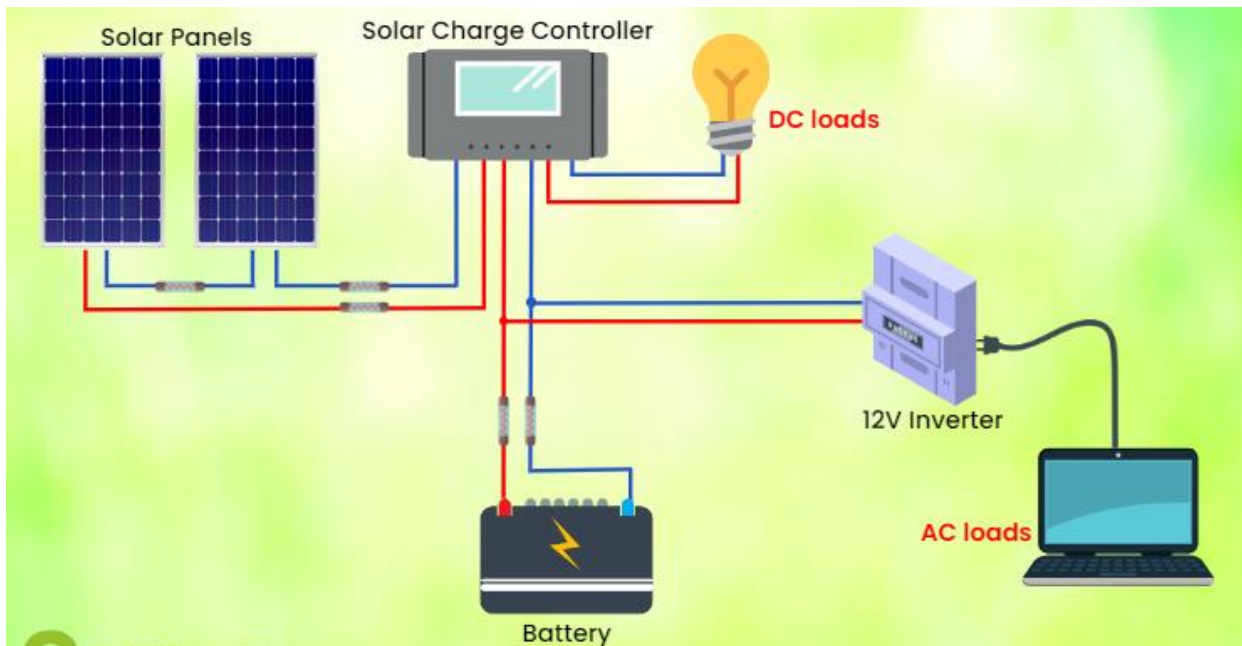 Solar Panels
Solar Charge Controller
DC loads
12V Inverter
AC loads
Battery